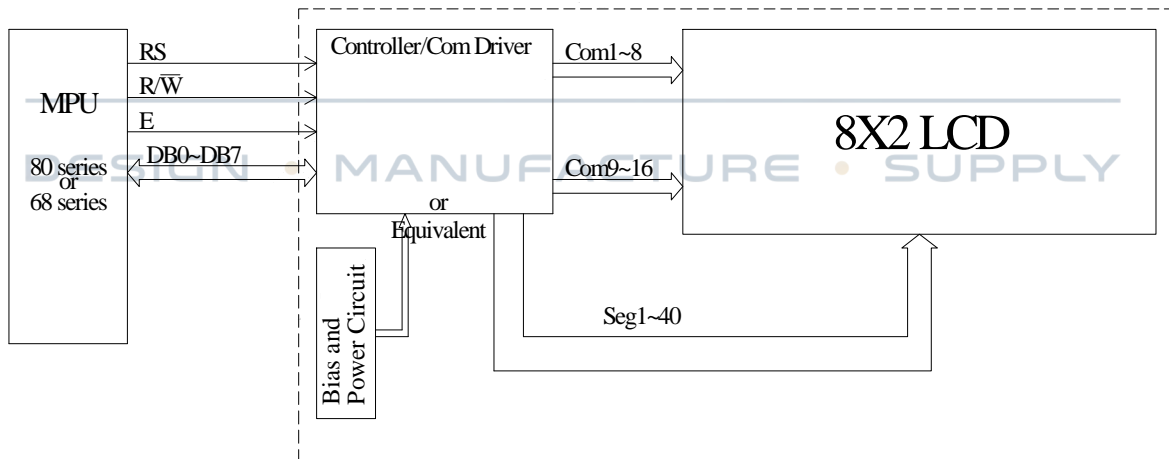 MPU
80 series
or
68 series
RS
R/W̅
E
DB0~DB7
Controller/Com Driver
or
Equivalent
Bias and
Power Circuit
Com1~8
Com9~16
Seg1~40
8X2 LCD
DESIGN • MANUFACTURE • SUPPLY